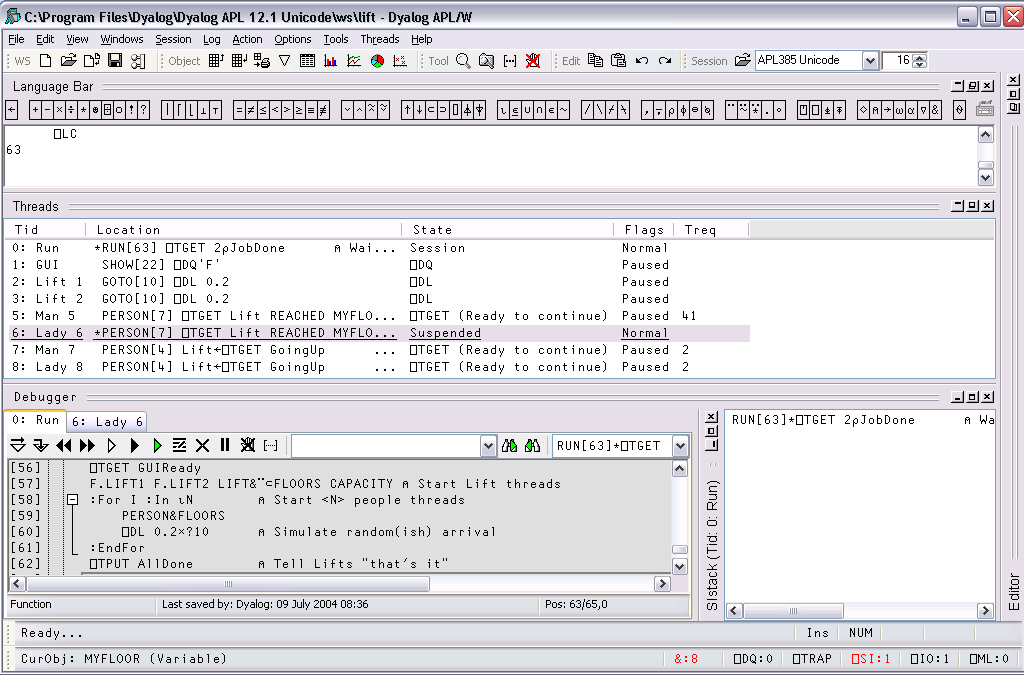 C:\Program Files\Dyalog\Dyalog APL 12.1 Unicode\ws\lift - Dyalog APL/W
File Edit View Windows Session Log Action Options Tools Threads Help
WS Object Tool Edit Session APL385 Unicode 16
Language Bar
← + - × ÷ * ⍟ ⌹ ○ ! ? | ⌈ ⌊ ⊥ ⊤ = ≠ ≤ < > ≥ ≡ ≢ ∨ ∧ ⍲ ⍱ ↑ ↓ ⊂ ⊃ ⌷ ⍋ ⍒ ⍳ ∊ ∪ ∩ ~ / \ ⌿ ⍀ , ⍪ ⍴ ⌽ ⊖ ⍉ ¨ ⍨ ⍣ . ∘ ⍞ ⎕ ⍎ ⍕ ⋄ ⍝ → ⍵ ⍺ ∇ &
⎕LC
63
Threads
Tid Location State Flags Treq
0: Run *RUN[63] ⎕TGET 2⍴JobDone ⍝ Wai... Session Normal
1: GUI SHOW[22] ⎕DQ'F' ⎕DQ Paused
2: Lift 1 GOTO[10] ⎕DL 0.2 ⎕DL Paused
3: Lift 2 GOTO[10] ⎕DL 0.2 ⎕DL Paused
5: Man 5 PERSON[7] ⎕TGET Lift REACHED MYFLO... ⎕TGET (Ready to continue) Paused 41
6: Lady 6 *PERSON[7] ⎕TGET Lift REACHED MYFLO... Suspended Normal
7: Man 7 PERSON[4] Lift←⎕TGET GoingUp ... ⎕TGET (Ready to continue) Paused 2
8: Lady 8 PERSON[4] Lift←⎕TGET GoingUp ... ⎕TGET (Ready to continue) Paused 2
Debugger
0: Run 6: Lady 6
RUN[63]*⎕TGET
RUN[63]*⎕TGET 2⍴JobDone ⍝ Wa
[56] ⎕TGET GUIReady
[57] F.LIFT1 F.LIFT2 LIFT&¨⊂FLOORS CAPACITY ⍝ Start Lift threads
[58] :For I :In ⍳N ⍝ Start <N> people threads
[59] PERSON&FLOORS
[60] ⎕DL 0.2×?10 ⍝ Simulate random(ish) arrival
[61] :EndFor
[62] ⎕TPUT AllDone ⍝ Tell Lifts "that's it"
Function Last saved by: Dyalog: 09 July 2004 08:36 Pos: 63/65,0
SIstack (Tid: 0: Run)
Editor
Ready... Ins NUM
CurObj: MYFLOOR (Variable) &:8 ⎕DQ:0 ⎕TRAP ⎕SI:1 ⎕IO:1 ⎕ML:0